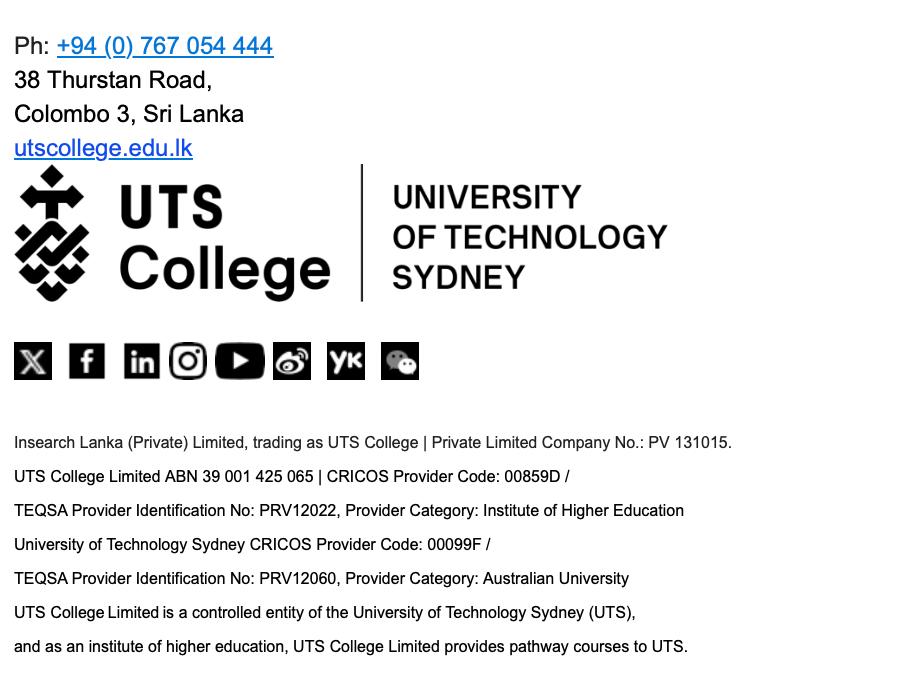 Ph: +94 (0) 767 054 444
38 Thurstan Road,
Colombo 3, Sri Lanka
utscollege.edu.lk
UTS
College
UNIVERSITY
OF TECHNOLOGY
SYDNEY
X f in YK
Insearch Lanka (Private) Limited, trading as UTS College | Private Limited Company No.: PV 131015.
UTS College Limited ABN 39 001 425 065 | CRICOS Provider Code: 00859D /
TEQSA Provider Identification No: PRV12022, Provider Category: Institute of Higher Education
University of Technology Sydney CRICOS Provider Code: 00099F /
TEQSA Provider Identification No: PRV12060, Provider Category: Australian University
UTS College Limited is a controlled entity of the University of Technology Sydney (UTS),
and as an institute of higher education, UTS College Limited provides pathway courses to UTS.